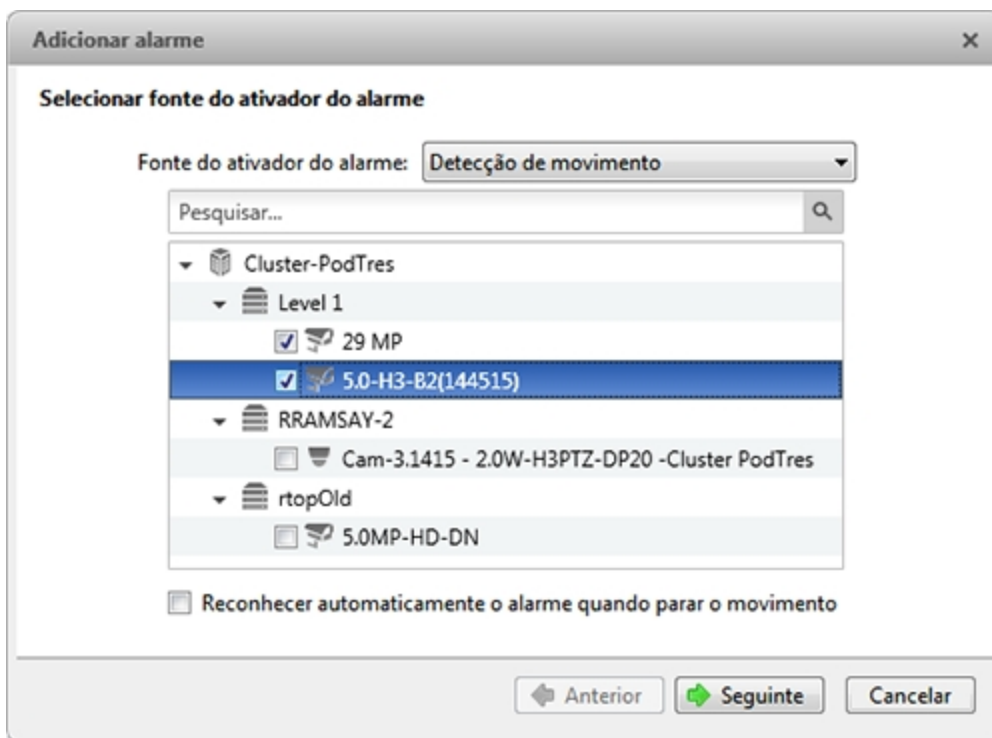 Adicionar alarme
Selecionar fonte do ativador do alarme
Fonte do ativador do alarme: Detecção de movimento
Pesquisar...
Cluster-PodTres
Level 1
29 MP
5.0-H3-B2(144515)
RRAMSAY-2
Cam-3.1415 - 2.0W-H3PTZ-DP20 -Cluster PodTres
rtopOld
5.0MP-HD-DN
Reconhecer automaticamente o alarme quando parar o movimento
Anterior Seguinte Cancelar